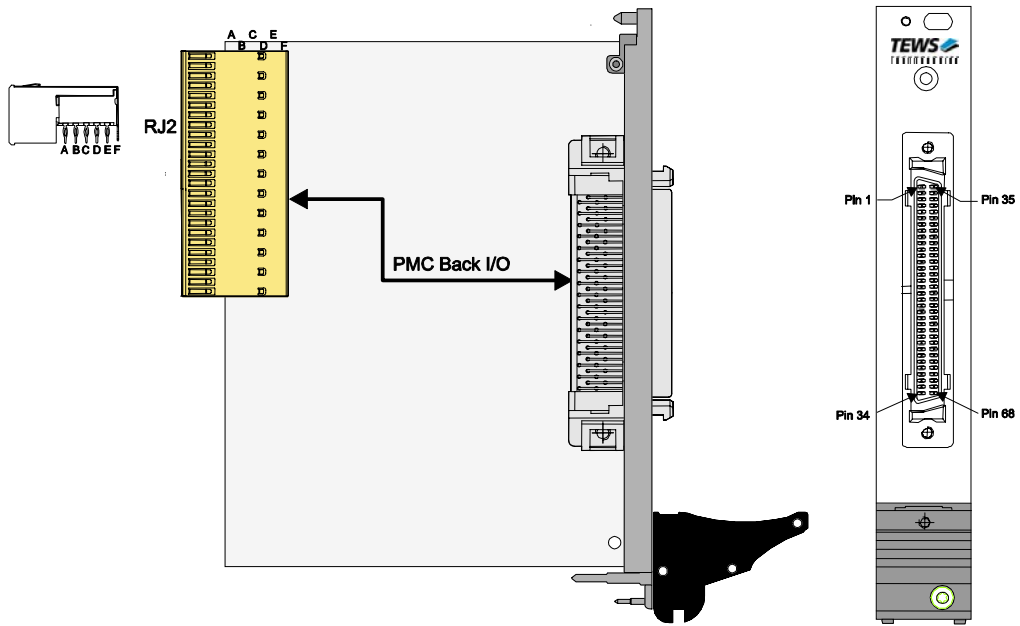 A C E
B D F
RJ2
A B C D E F
PMC Back I/O
TEWS
Pin 1
Pin 35
Pin 34
Pin 68